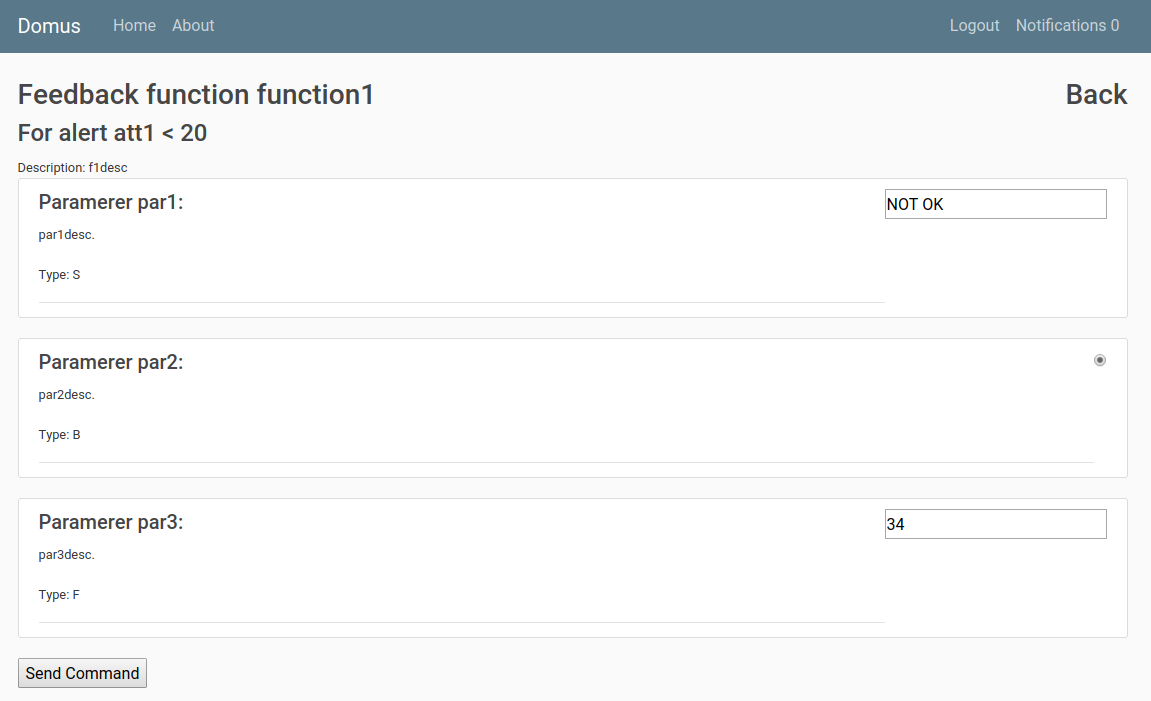 Domus Home About Logout Notifications 0
Feedback function function1 Back
For alert att1 < 20
Description: f1desc
Paramerer par1: NOT OK
par1desc.
Type: S
Paramerer par2:
par2desc.
Type: B
Paramerer par3: 34
par3desc.
Type: F
Send Command